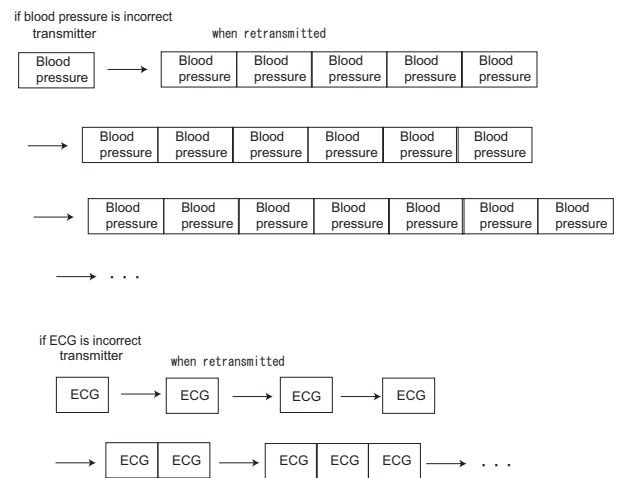 if blood pressure is incorrect
transmitter
when retransmitted
Blood pressure
Blood pressure Blood pressure Blood pressure Blood pressure Blood pressure
Blood pressure Blood pressure Blood pressure Blood pressure Blood pressure Blood pressure
Blood pressure Blood pressure Blood pressure Blood pressure Blood pressure Blood pressure Blood pressure
. . .
if ECG is incorrect
transmitter
when retransmitted
ECG ECG ECG ECG
ECG ECG ECG ECG ECG . . .